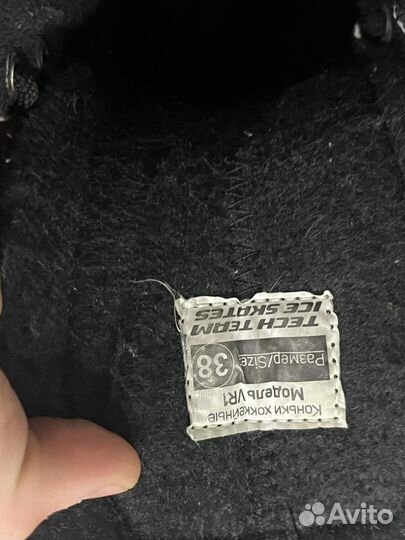 TECH TEAM
ICE SKATES
Размер/Size 38
Коньки хоккейные
Модель VR1
Avito